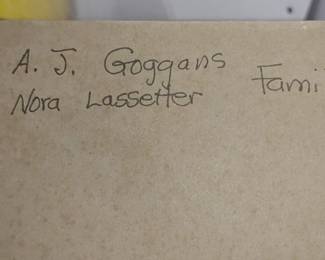 A. J. Goggans Fami
Nora Lassetter